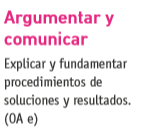 Argumentar y
comunicar
Explicar y fundamentar
procedimientos de
soluciones y resultados.
(OA e)